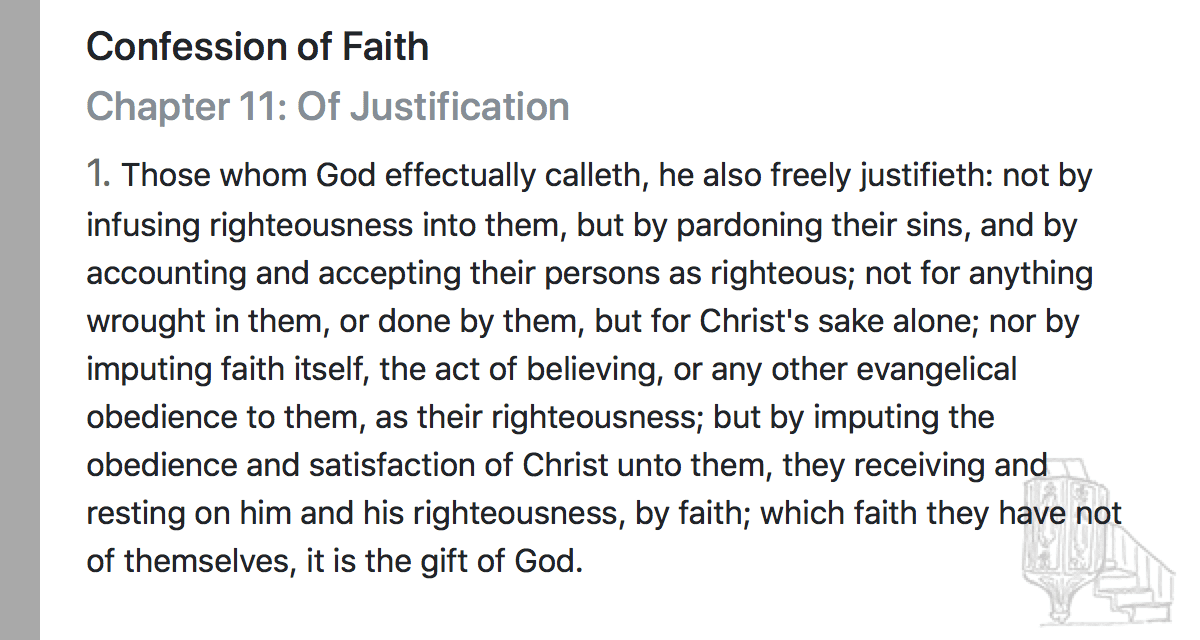 Confession of Faith
Chapter 11: Of Justification
1. Those whom God effectually calleth, he also freely justifieth: not by
infusing righteousness into them, but by pardoning their sins, and by
accounting and accepting their persons as righteous; not for anything
wrought in them, or done by them, but for Christ's sake alone; nor by
imputing faith itself, the act of believing, or any other evangelical
obedience to them, as their righteousness; but by imputing the
obedience and satisfaction of Christ unto them, they receiving and
resting on him and his righteousness, by faith; which faith they have not
of themselves, it is the gift of God.